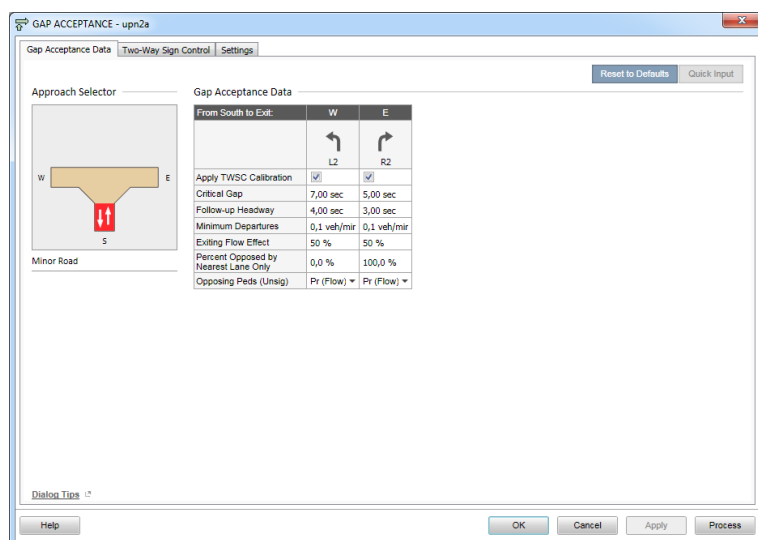 GAP ACCEPTANCE - upn2a
Gap Acceptance Data Two-Way Sign Control Settings
Reset to Defaults Quick Input
Approach Selector Gap Acceptance Data
From South to Exit: W E
L2 R2
W E
Apply TWSC Calibration
Critical Gap 7,00 sec 5,00 sec
Follow-up Headway 4,00 sec 3,00 sec
Minimum Departures 0,1 veh/mir 0,1 veh/mir
S
Exiting Flow Effect 50 % 50 %
Minor Road
Percent Opposed by
Nearest Lane Only 0,0 % 100,0 %
Opposing Peds (Unsig) Pr (Flow) Pr (Flow)
Dialog Tips
Help OK Cancel Apply Process